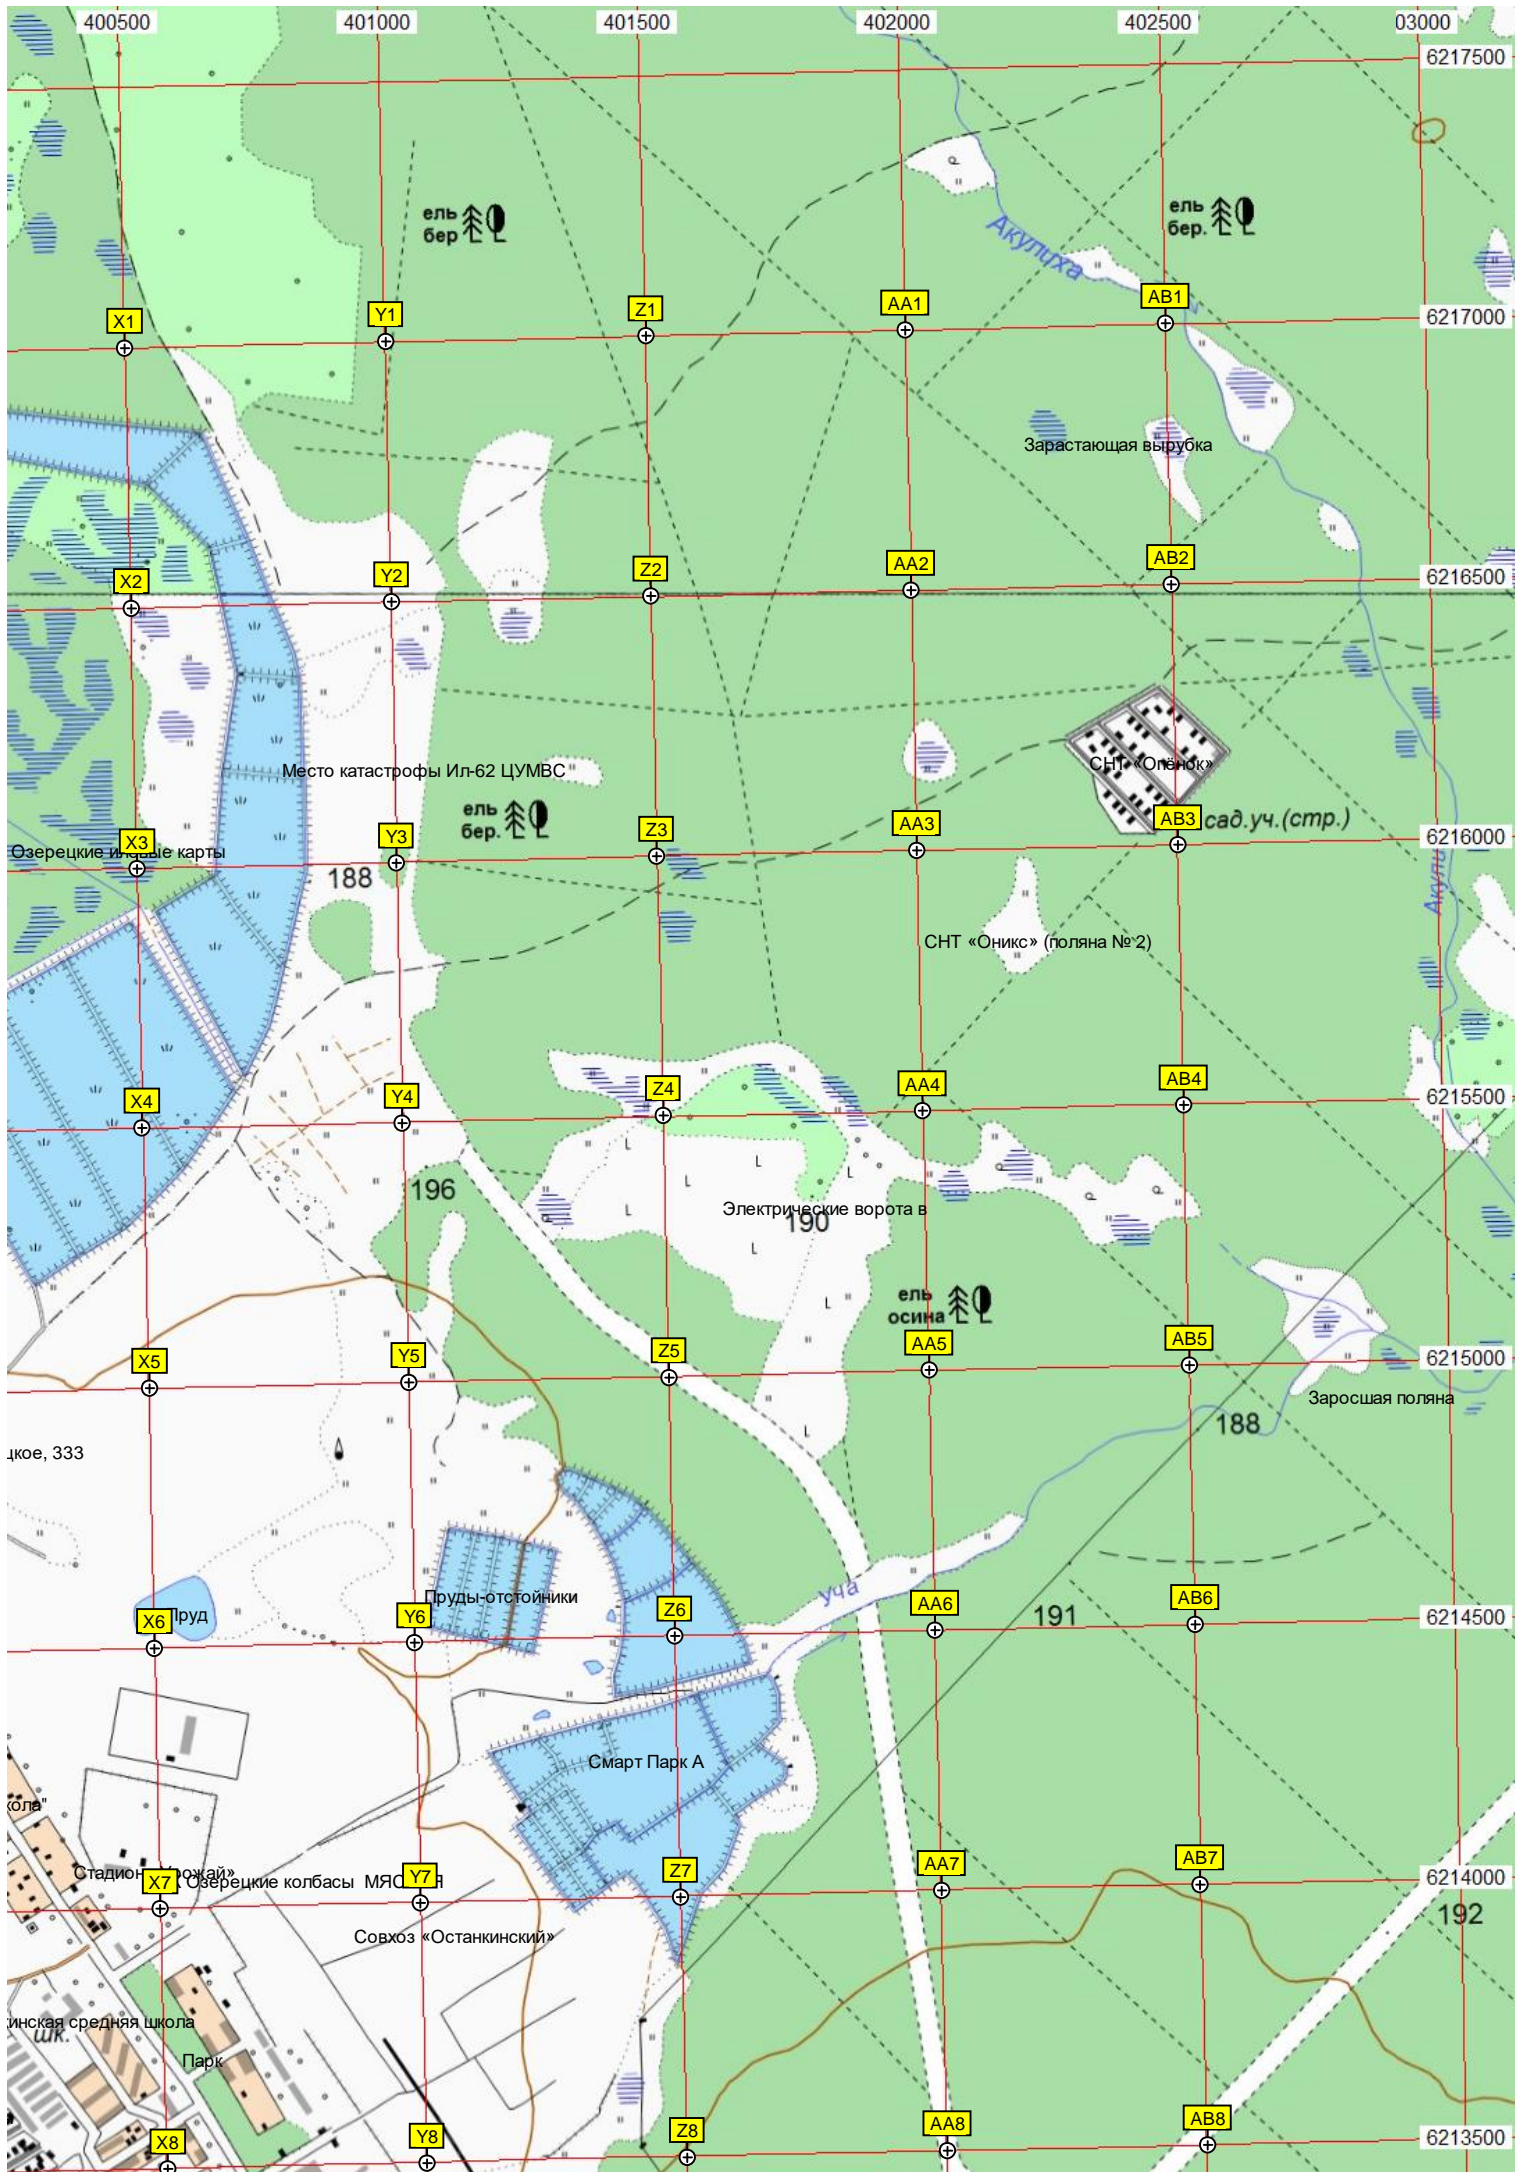 400500 401000 401500 402000 402500 03000
6217500
ель
бер
ель
бер.
Акулиха
X1 Y1 Z1 AA1 AB1
6217000
Зарастающая вырубка
X2 Y2 Z2 AA2 AB2
6216500
Место катастрофы Ил-62 ЦУМВС
СНТ «Опёнок»
ель
бер.
сад.уч.(стр.)
X3 Y3 Z3 AA3 AB3
6216000
Озерецкие иловые карты
188
СНТ «Оникс» (поляна № 2)
X4 Y4 Z4 AA4 AB4
6215500
196
Электрические ворота в
190
ель
осина
X5 Y5 Z5 AA5 AB5
6215000
Заросшая поляна
188
цкое, 333
Пруды-отстойники
Уча
Пруд
X6 Y6 Z6 AA6 AB6
6214500
191
Смарт Парк А
кола"
Стадион «Урожай»
Озерецкие колбасы
X7 Y7 Z7 AA7 AB7
6214000
192
Совхоз «Останкинский»
кинская средняя школа
шк.
Парк
X8 Y8 Z8 AA8 AB8
6213500